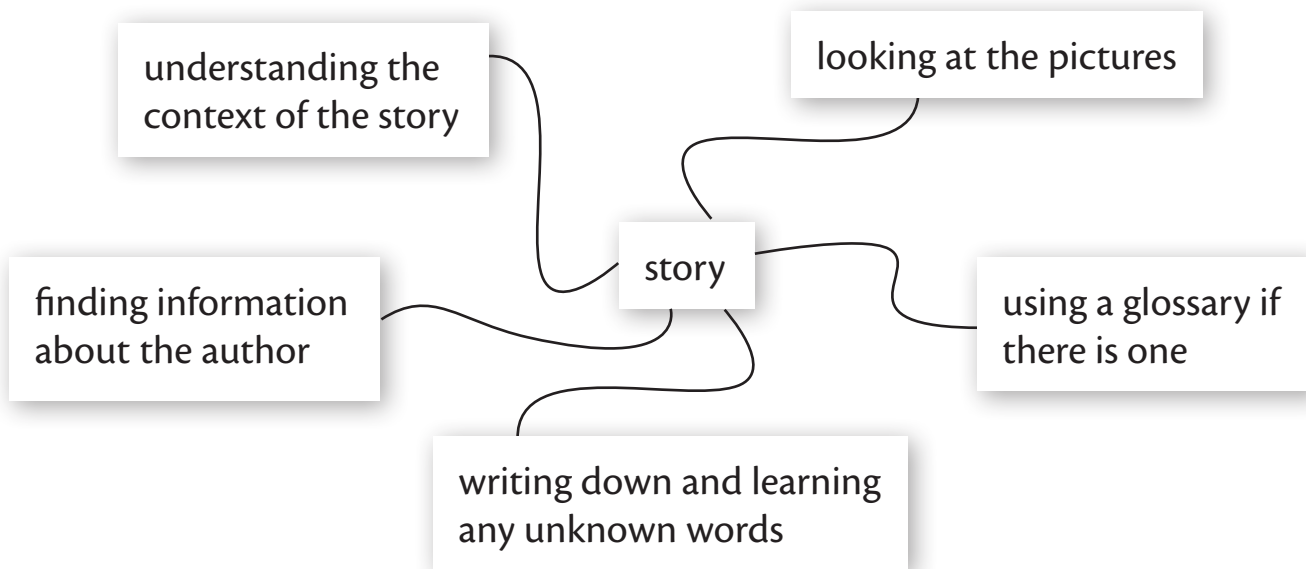 understanding the
context of the story
looking at the pictures
story
finding information
about the author
using a glossary if
there is one
writing down and learning
any unknown words